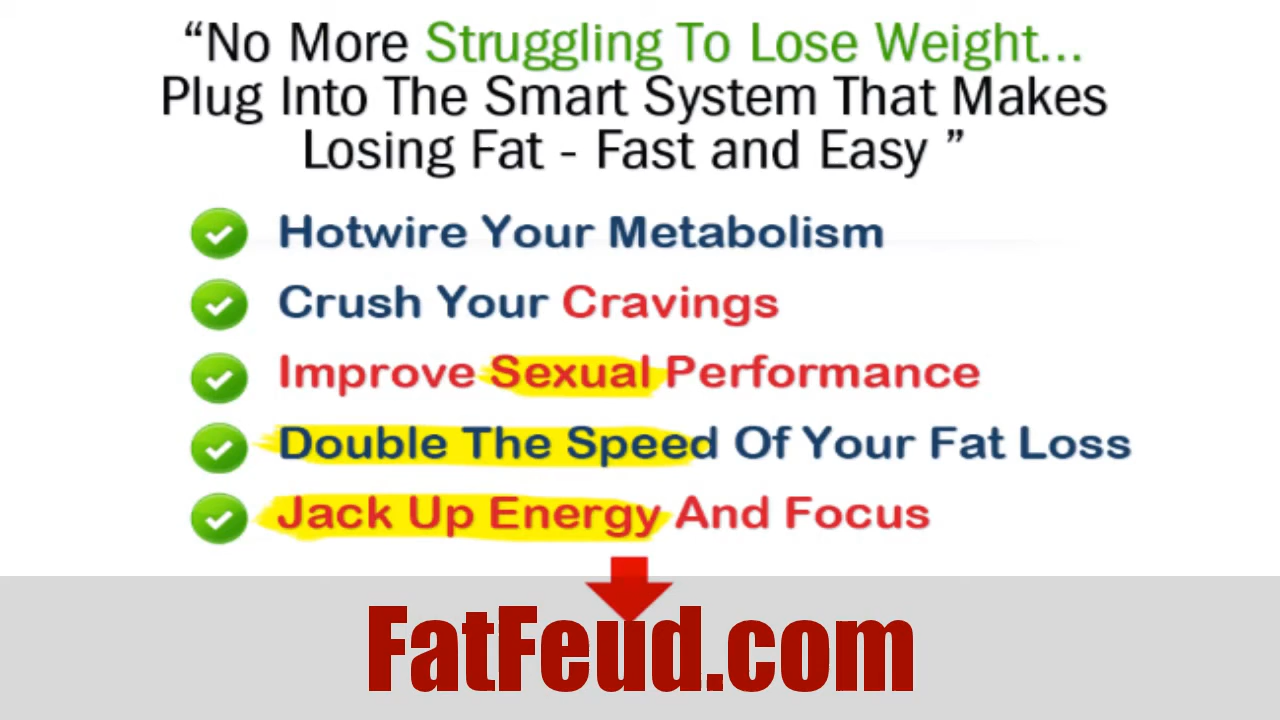 “No More Struggling To Lose Weight...
Plug Into The Smart System That Makes
Losing Fat - Fast and Easy ”
Hotwire Your Metabolism
Crush Your Cravings
Improve Sexual Performance
Double The Speed Of Your Fat Loss
Jack Up Energy And Focus
FatFeud.com